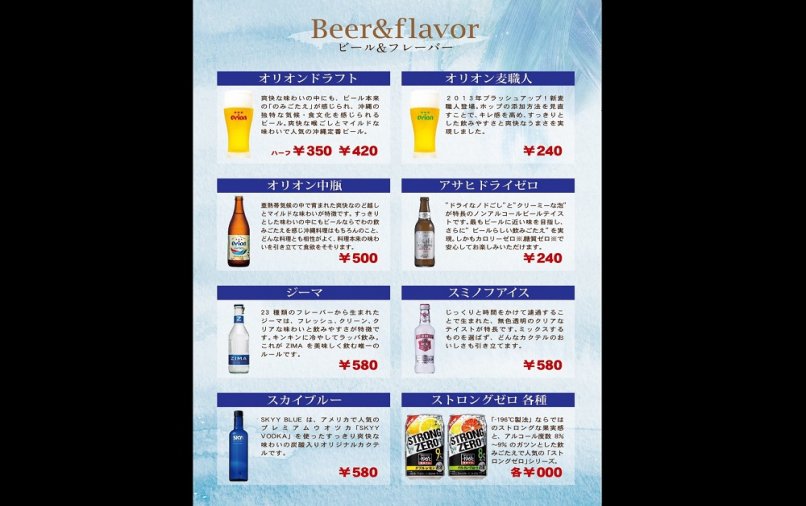 Beer&flavor
ビール&フレーバー
オリオンドラフト
爽快な味わいの中にも、ビール本来
の「のみごたえ」が感じられ、沖縄の
独特な気候・食文化を感じられる
ビール。爽快な喉ごしとマイルドな
味わいで人気の沖縄定番ビール。
ハーフ ¥350 ¥420
オリオン麦職人
2013年ブラッシュアップ!新麦
職人登場。ホップの添加方法を見直
すことで、キレ感を高め、すっきりと
した飲みやすさと爽快なうまさを実
現しました。
¥240
オリオン中瓶
亜熱帯気候の中で育まれた爽快なのど越し
とマイルドな味わいが特徴です。すっきり
とした味わいの中にもビールならでわの飲
みごたえを感じ沖縄料理はもちろんのこと、
どんな料理とも相性がよく、料理本来の味わ
いを引き立てて食欲をそそります。
¥500
アサヒドライゼロ
"ドライなノドごし"と"クリーミーな泡"
が特長のノンアルコールビールテイス
トです。最もビールに近い味を目指し、
さらに"ビールらしい飲みごたえ"を実
現。しかもカロリーゼロ※、糖質ゼロ※で
安心してお楽しみいただけます。
¥240
ジーマ
23 種類のフレーバーから生まれた
ジーマは、フレッシュ、クリーン、ク
リアな味わいと飲みやすさが特徴で
す。キンキンに冷やしてラッパ飲み。
これが ZIMA を美味しく飲む唯一の
ルールです。
¥580
スミノフアイス
じっくりと時間をかけて濾過するこ
とで生まれた、無色透明のクリアな
テイストが特長です。ミックスする
ものを選ばず、どんなカクテルのお
いしさも引き立てます。
¥580
スカイブルー
SKYY BLUE は、アメリカで人気の
プレミアムウオツカ「SKYY
VODKA」を使ったすっきり爽快な
味わいの炭酸入りオリジナルカクテ
ルです。
¥580
ストロングゼロ 各種
「-196℃製法」ならでは
のストロングな果実感
と、アルコール度数 8%
~9% のガツンとした飲
みごたえで人気の「スト
ロングゼロ」シリーズ。
各¥000
Orion
Orion
Orion
ZIMA
SKYY
STRONG
ZERO
STRONG
ZERO